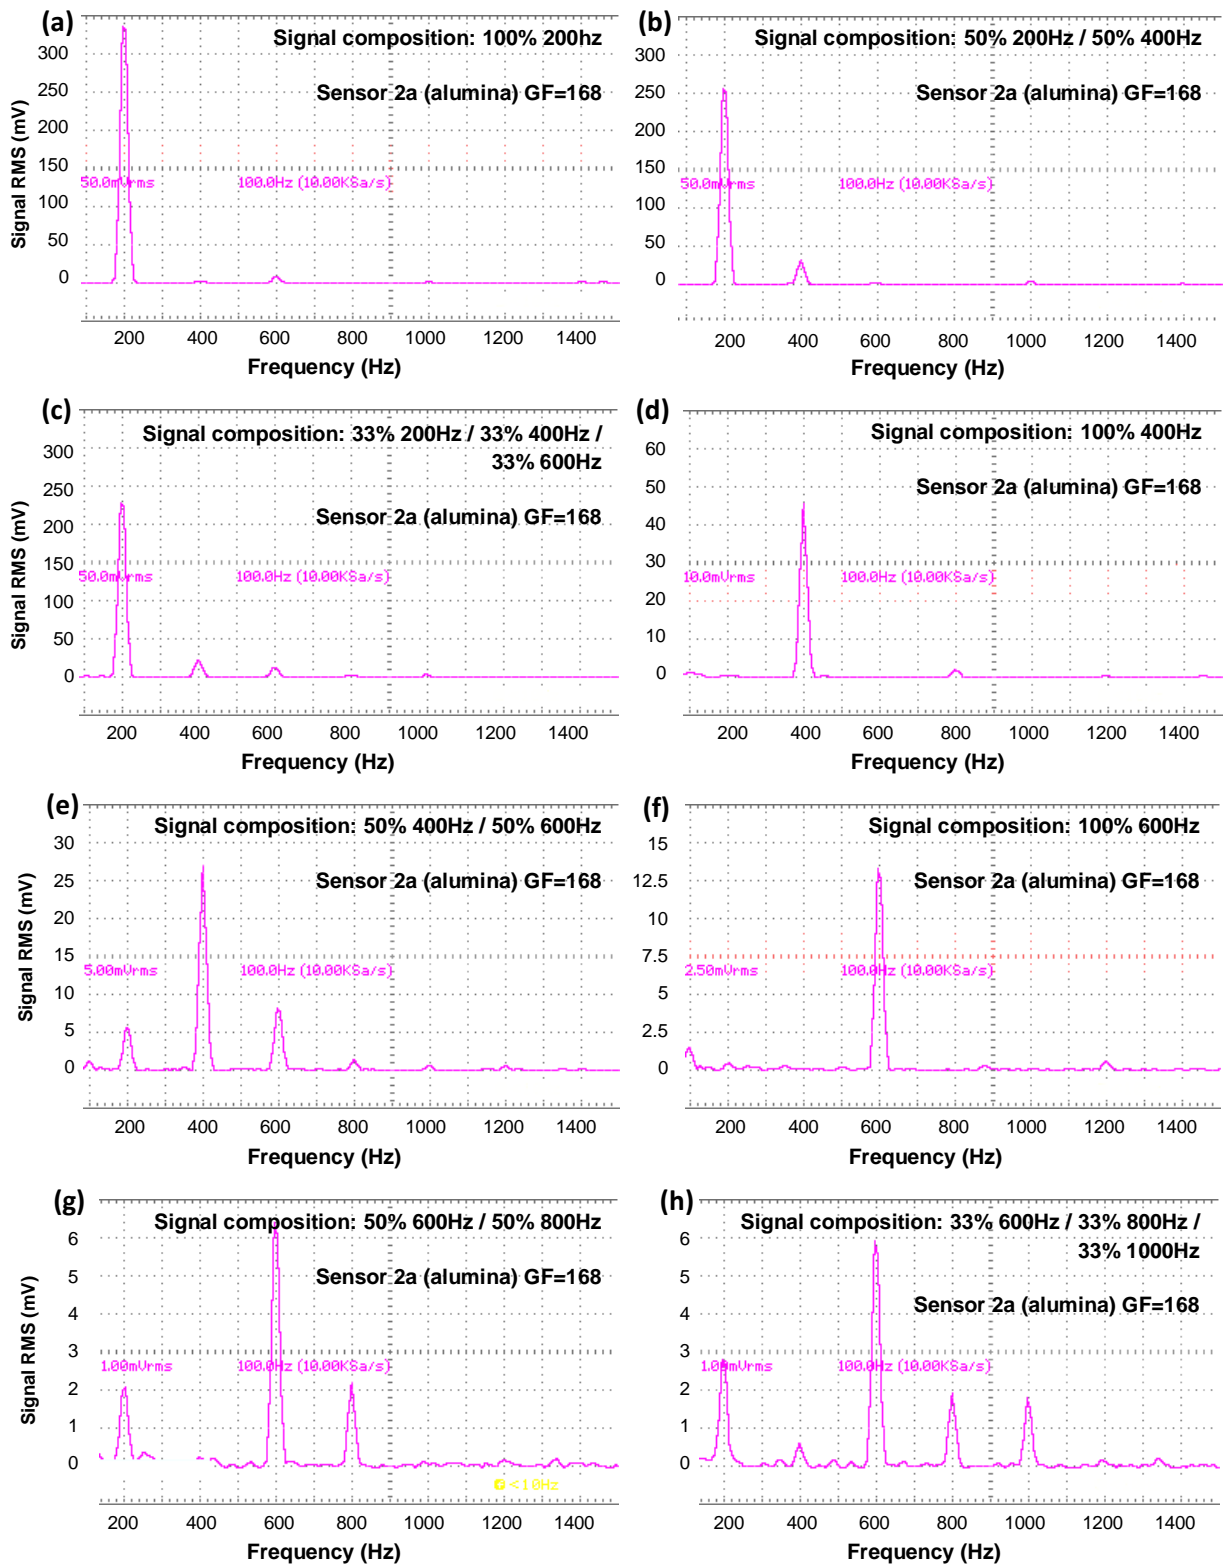 (a)
Signal composition: 100% 200hz
Sensor 2a (alumina) GF=168
350
300
250
200
150
100
50
0
50.0mVrms
100.0Hz (10.00KSa/s)
Signal RMS (mV)
200 400 600 800 1000 1200 1400
Frequency (Hz)
(b)
Signal composition: 50% 200Hz / 50% 400Hz
Sensor 2a (alumina) GF=168
300
250
200
150
100
50
0
50.0mVrms
100.0Hz (10.00KSa/s)
200 400 600 800 1000 1200 1400
Frequency (Hz)
(c)
Signal composition: 33% 200Hz / 33% 400Hz /
33% 600Hz
Sensor 2a (alumina) GF=168
300
250
200
150
100
50
0
50.0mVrms
100.0Hz (10.00KSa/s)
Signal RMS (mV)
200 400 600 800 1000 1200 1400
Frequency (Hz)
(d)
Signal composition: 100% 400Hz
Sensor 2a (alumina) GF=168
60
50
40
30
20
10
0
10.0mVrms
100.0Hz (10.00KSa/s)
200 400 600 800 1000 1200 1400
Frequency (Hz)
(e)
Signal composition: 50% 400Hz / 50% 600Hz
Sensor 2a (alumina) GF=168
30
25
20
15
10
5
0
5.00mVrms
100.0Hz (10.00KSa/s)
Signal RMS (mV)
200 400 600 800 1000 1200 1400
Frequency (Hz)
(f)
Signal composition: 100% 600Hz
Sensor 2a (alumina) GF=168
15
12.5
10
7.5
5
2.5
0
2.50mVrms
100.0Hz (10.00KSa/s)
200 400 600 800 1000 1200 1400
Frequency (Hz)
(g)
Signal composition: 50% 600Hz / 50% 800Hz
Sensor 2a (alumina) GF=168
6
5
4
3
2
1
0
1.00mVrms
100.0Hz (10.00KSa/s)
<10Hz
Signal RMS (mV)
200 400 600 800 1000 1200 1400
Frequency (Hz)
(h)
Signal composition: 33% 600Hz / 33% 800Hz /
33% 1000Hz
Sensor 2a (alumina) GF=168
6
5
4
3
2
1
0
1.00mVrms
100.0Hz (10.00KSa/s)
200 400 600 800 1000 1200 1400
Frequency (Hz)